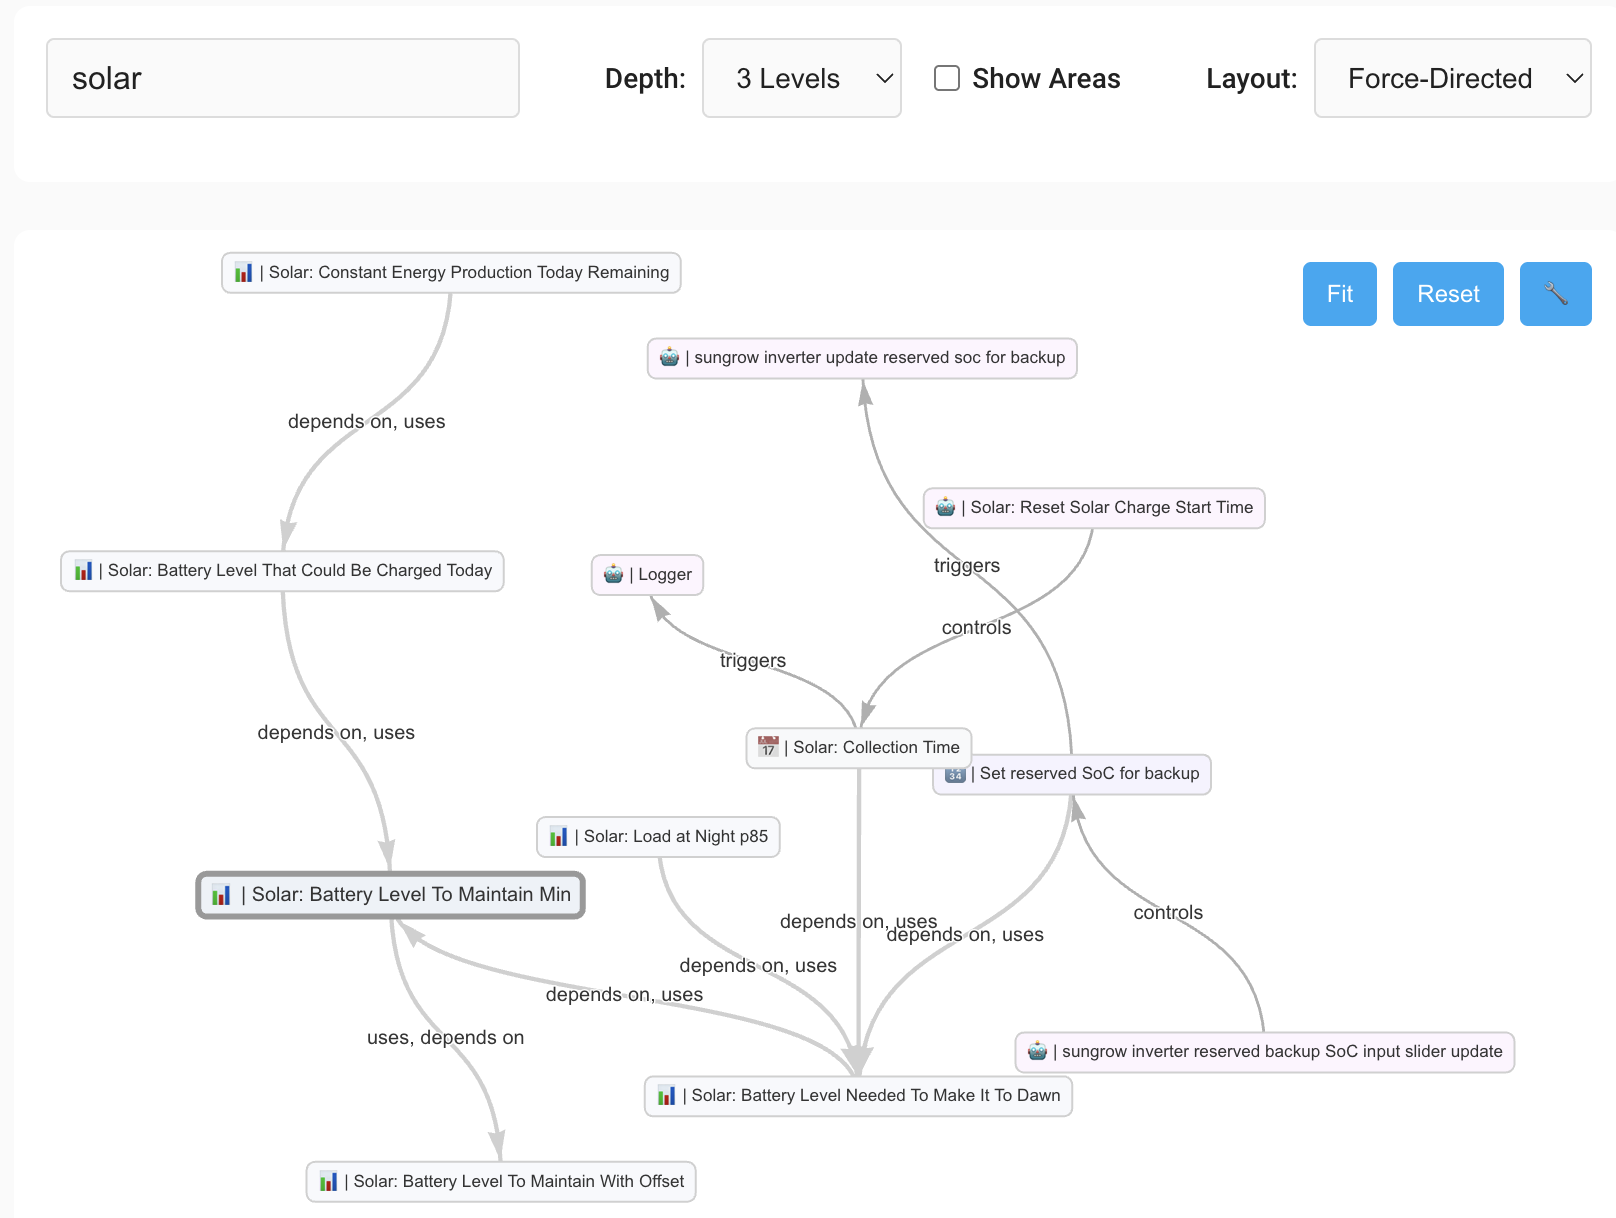 solar
Depth:
3 Levels
Show Areas
Layout:
Force-Directed
Fit
Reset
| Solar: Constant Energy Production Today Remaining
| sungrow inverter update reserved soc for backup
depends on, uses
| Solar: Reset Solar Charge Start Time
triggers
| Solar: Battery Level That Could Be Charged Today
| Logger
controls
triggers
depends on, uses
17 | Solar: Collection Time
34 | Set reserved SoC for backup
| Solar: Load at Night p85
| Solar: Battery Level To Maintain Min
controls
depends on, uses
depends on, uses
depends on, uses
depends on, uses
uses, depends on
| sungrow inverter reserved backup SoC input slider update
| Solar: Battery Level Needed To Make It To Dawn
| Solar: Battery Level To Maintain With Offset